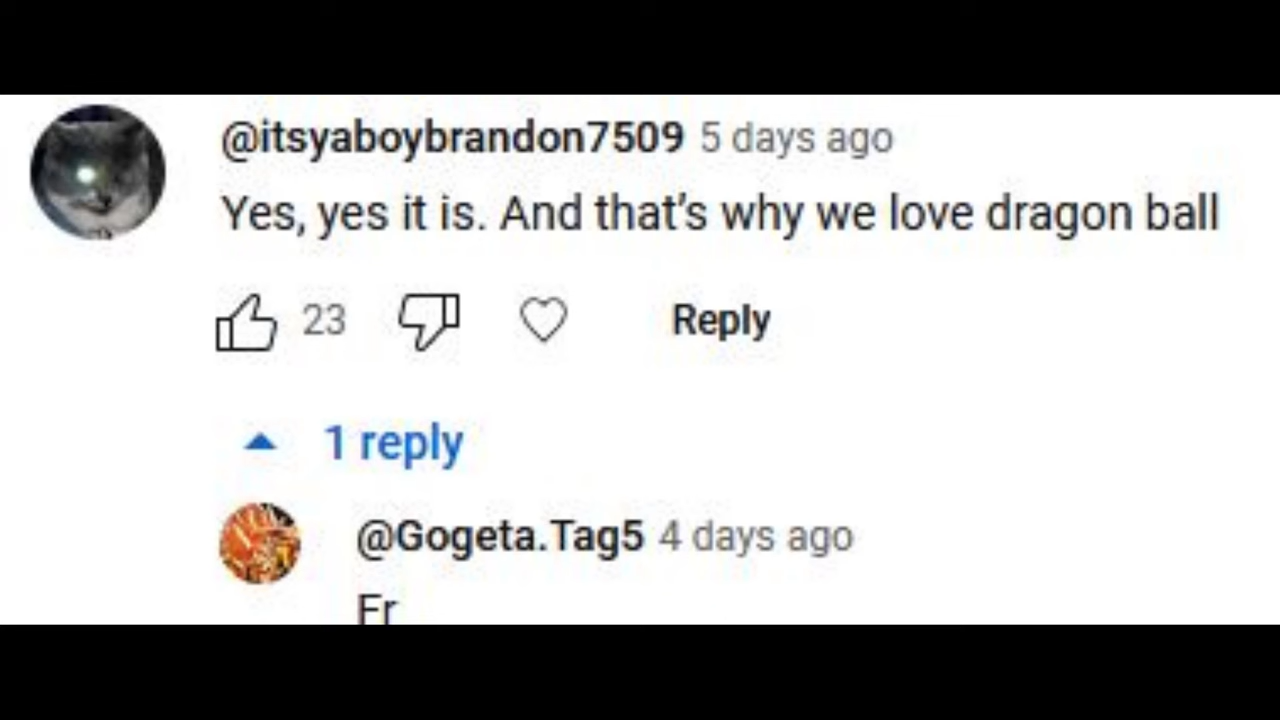 @itsyaboybrandon7509 5 days ago
Yes, yes it is. And that's why we love dragon ball
23 Reply
1 reply
@Gogeta.Tag5 4 days ago
Fr